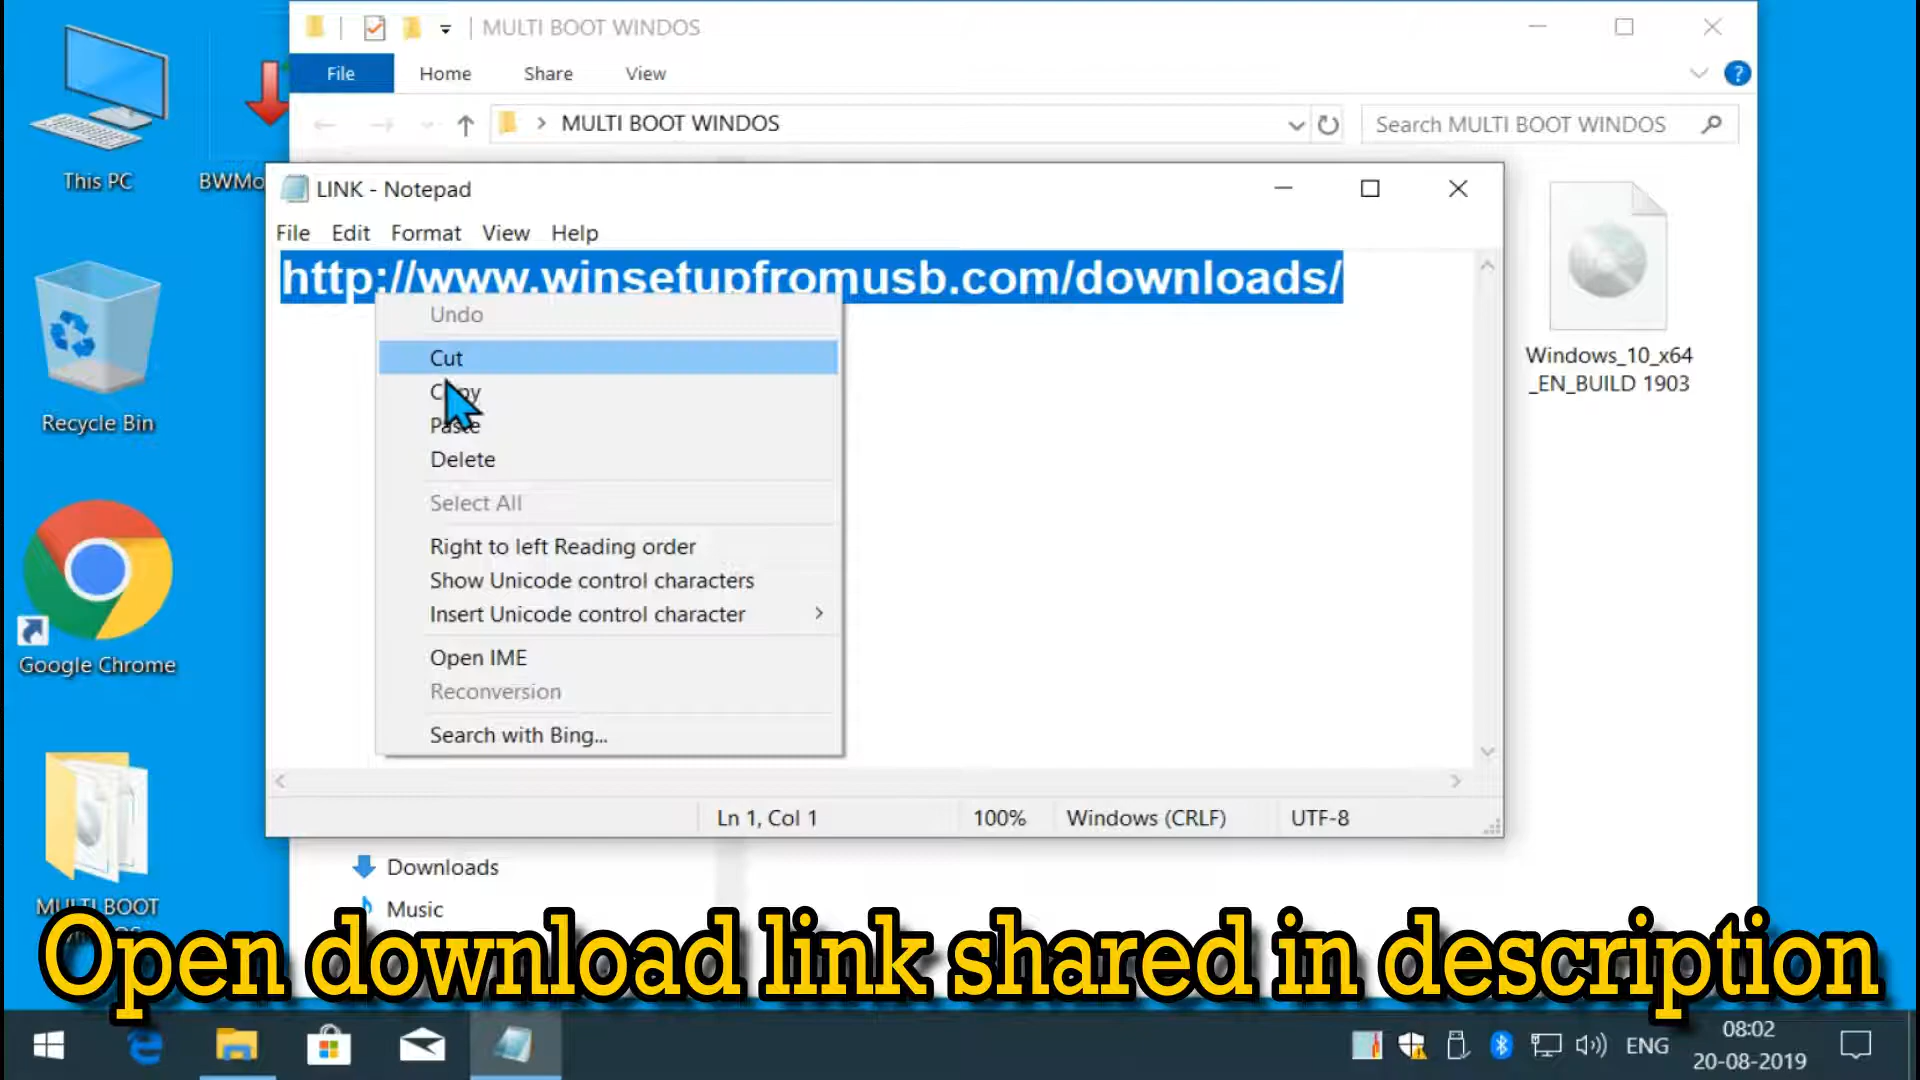 MULTI BOOT WINDOS
File Home Share View
MULTI BOOT WINDOS
Search MULTI BOOT WINDOS
This PC
LINK - Notepad
File Edit Format View Help
http://www.winsetupfromusb.com/downloads/
Undo
Cut
Copy
Paste
Delete
Select All
Right to left Reading order
Show Unicode control characters
Insert Unicode control character
Open IME
Reconversion
Search with Bing...
Windows_10_x64
_EN_BUILD 1903
Recycle Bin
Google Chrome
Ln 1, Col 1 100% Windows (CRLF) UTF-8
Downloads
Music
MULTI BOOT
Open download link shared in description
ENG
08:02
20-08-2019